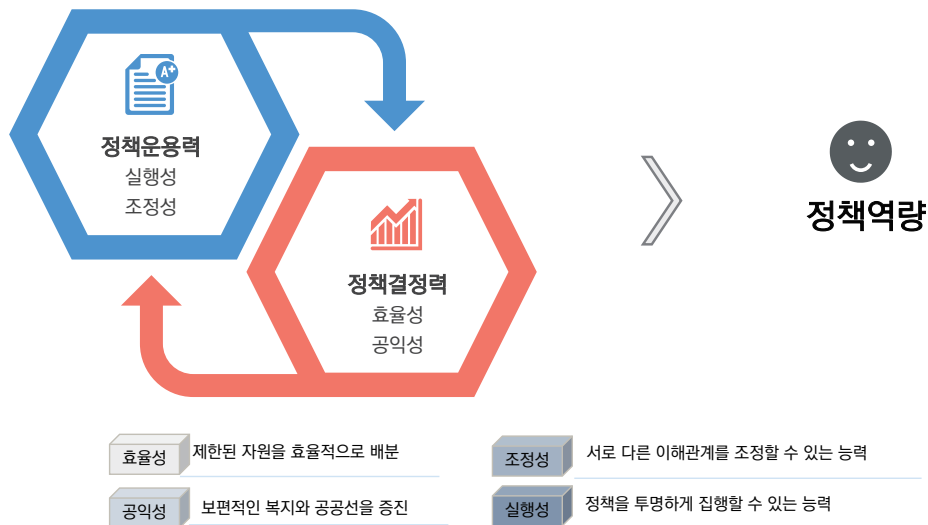 A+
정책운용력
실행성
조정성
정책결정력
효율성
공익성
정책역량
효율성 제한된 자원을 효율적으로 배분
공익성 보편적인 복지와 공공선을 증진
조정성 서로 다른 이해관계를 조정할 수 있는 능력
실행성 정책을 투명하게 집행할 수 있는 능력